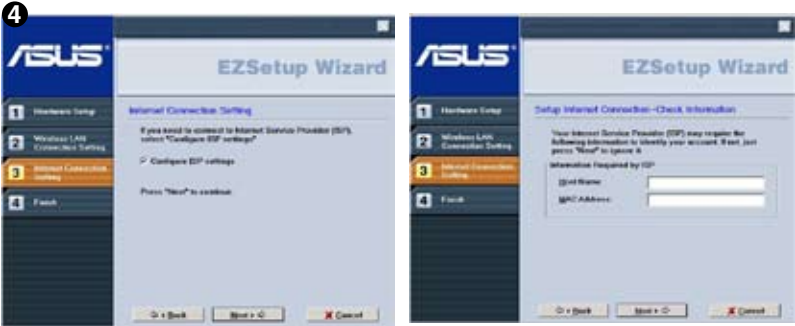 4
ASUS
EZSetup Wizard
1 Hardware Setup
2 Wireless LAN
Connection Setting
3 Internet Connection
Setting
4 Finish
Internet Connection Setting
If you need to connect to Internet Service Provider (ISP),
select "Configure ISP settings"
Configure ISP settings
Press "Next" to continue.
< Back
Next >
Cancel
ASUS
EZSetup Wizard
1 Hardware Setup
2 Wireless LAN
Connection Setting
3 Internet Connection
Setting
4 Finish
Setup Internet Connection-Check Information
Your Internet Service Provider (ISP) may require the
following information to identify your account. If not, just
press "Next" to ignore it.
Information Required by ISP
Host Name:
MAC Address:
< Back
Next >
Cancel